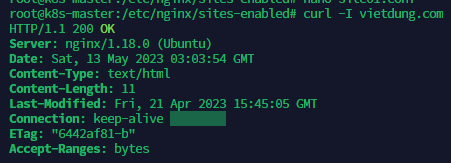 root@k8s-master:/etc/nginx/sites-enabled# nano site01.conf
root@k8s-master:/etc/nginx/sites-enabled# curl -I vietdung.com
HTTP/1.1 200 OK
Server: nginx/1.18.0 (Ubuntu)
Date: Sat, 13 May 2023 03:03:54 GMT
Content-Type: text/html
Content-Length: 11
Last-Modified: Fri, 21 Apr 2023 15:45:05 GMT
Connection: keep-alive
ETag: "6442af81-b"
Accept-Ranges: bytes